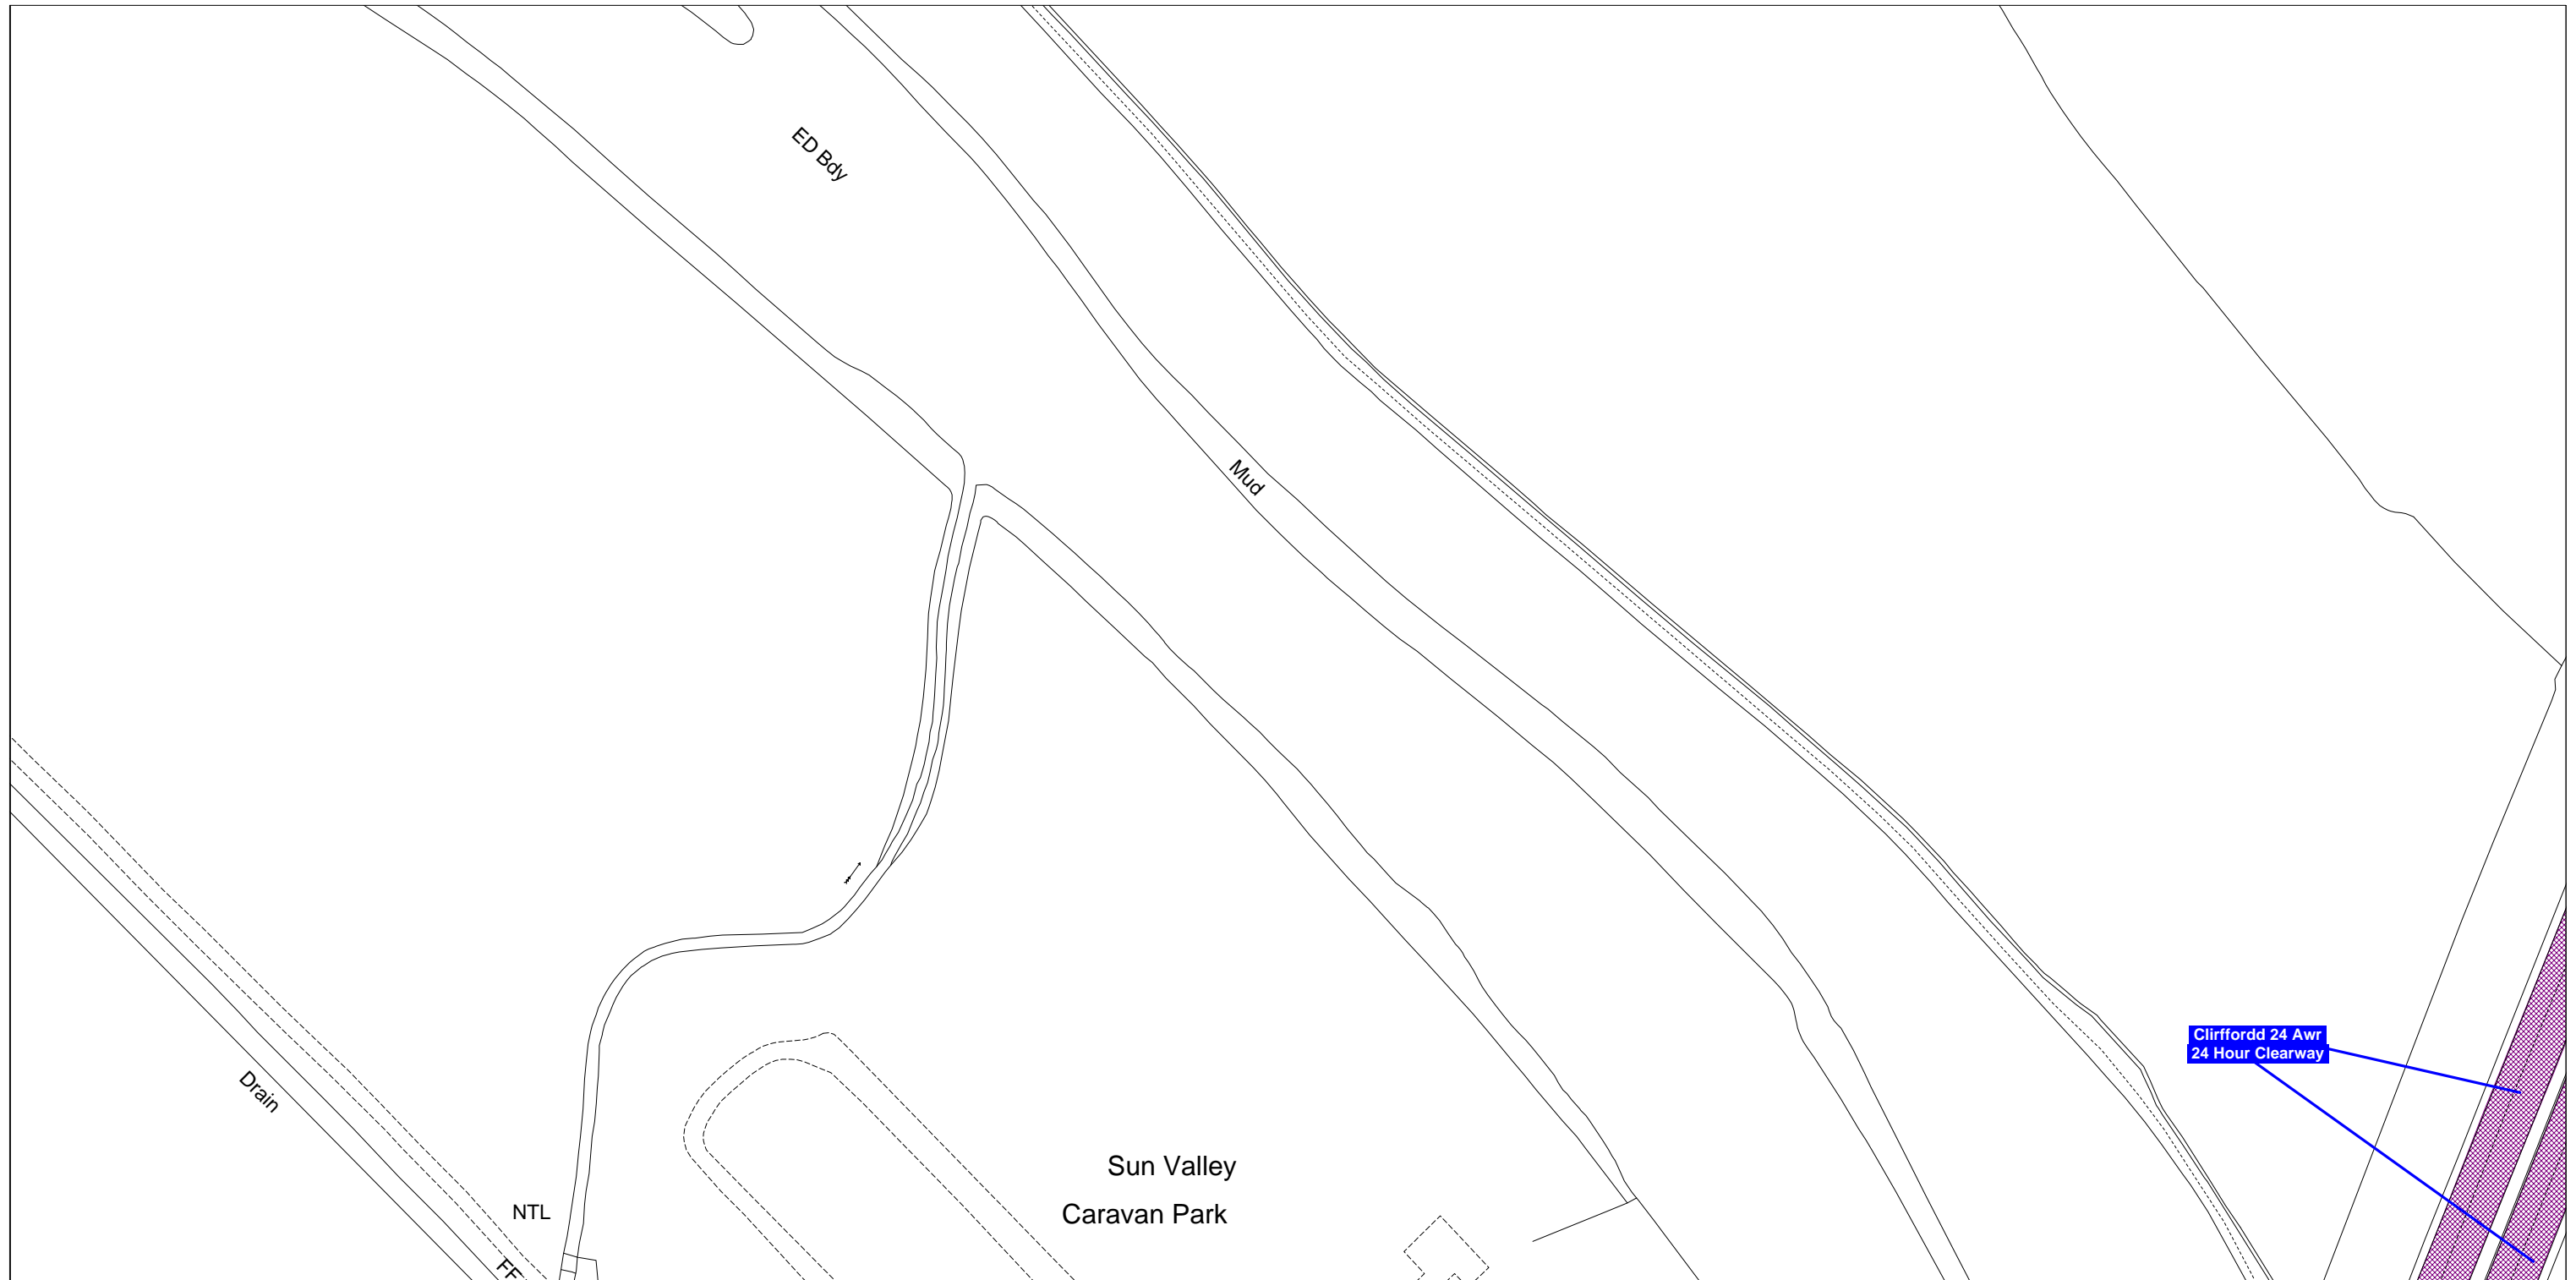 ED Bdy
Mud
Clirffordd 24 Awr
24 Hour Clearway
Drain
Sun Valley
Caravan Park
NTL